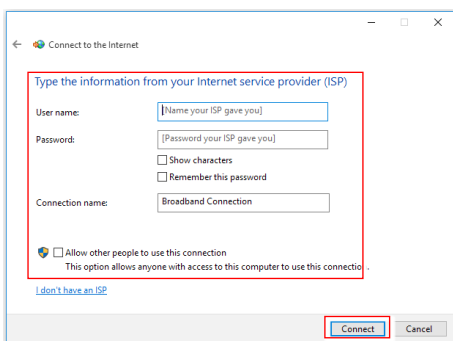 Connect to the Internet
Type the information from your Internet service provider (ISP)
User name: [Name your ISP gave you]
Password: [Password your ISP gave you]
Show characters
Remember this password
Connection name: Broadband Connection
Allow other people to use this connection
This option allows anyone with access to this computer to use this connection.
I don't have an ISP
Connect Cancel